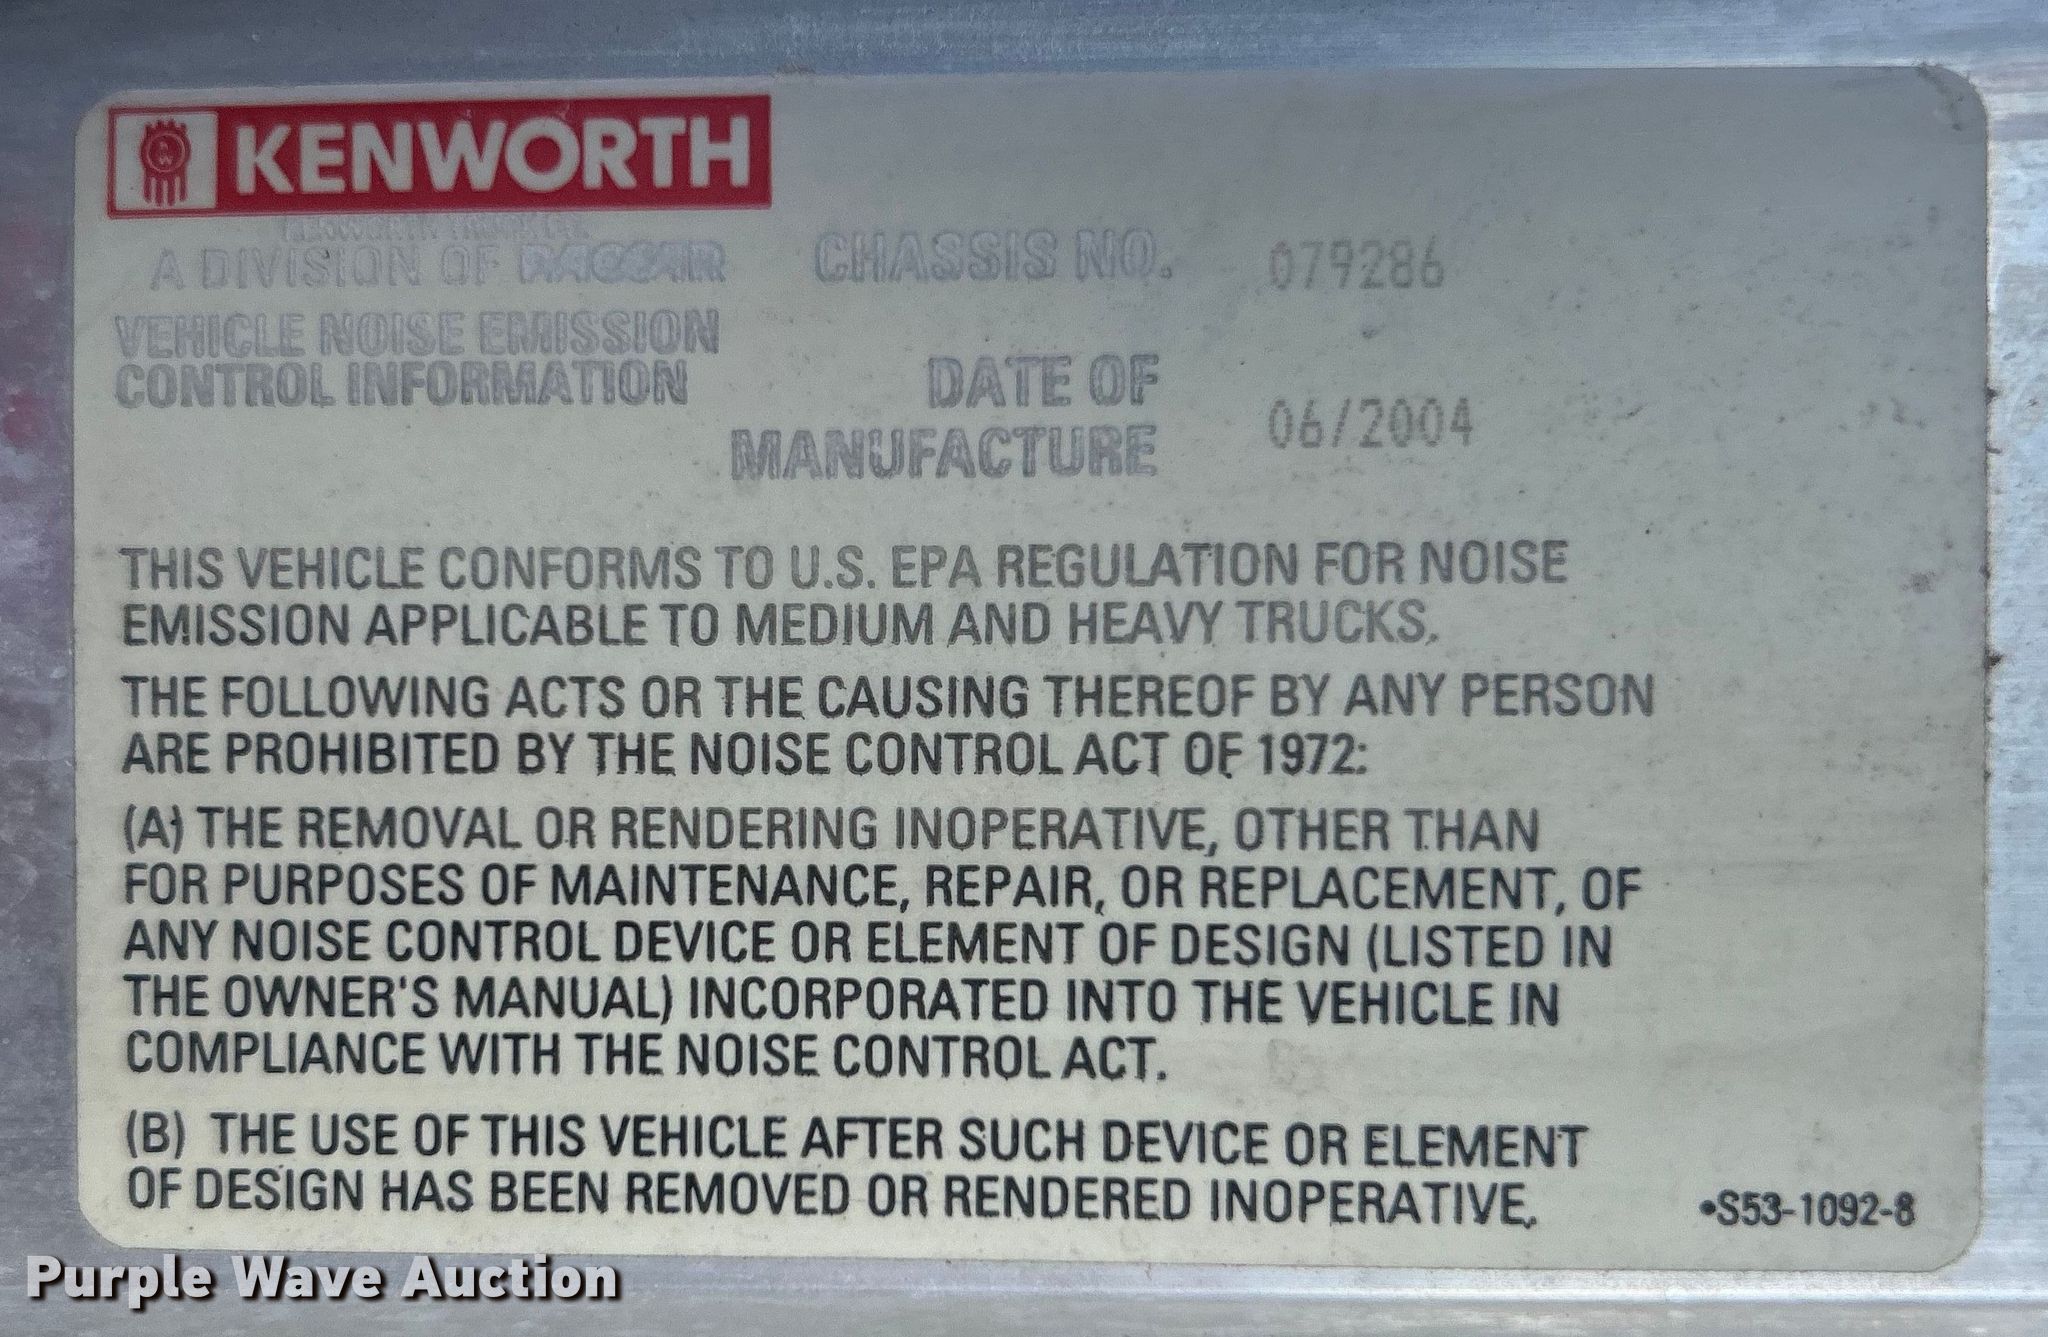 KENWORTH
KENWORTH TRUCK CO.
A DIVISION OF PACCAR
VEHICLE NOISE EMISSION
CONTROL INFORMATION
CHASSIS NO. 079286
DATE OF
MANUFACTURE 06/2004
THIS VEHICLE CONFORMS TO U.S. EPA REGULATION FOR NOISE
EMISSION APPLICABLE TO MEDIUM AND HEAVY TRUCKS.
THE FOLLOWING ACTS OR THE CAUSING THEREOF BY ANY PERSON
ARE PROHIBITED BY THE NOISE CONTROL ACT OF 1972:
(A) THE REMOVAL OR RENDERING INOPERATIVE, OTHER THAN
FOR PURPOSES OF MAINTENANCE, REPAIR, OR REPLACEMENT, OF
ANY NOISE CONTROL DEVICE OR ELEMENT OF DESIGN (LISTED IN
THE OWNER'S MANUAL) INCORPORATED INTO THE VEHICLE IN
COMPLIANCE WITH THE NOISE CONTROL ACT.
(B) THE USE OF THIS VEHICLE AFTER SUCH DEVICE OR ELEMENT
OF DESIGN HAS BEEN REMOVED OR RENDERED INOPERATIVE.
•S53-1092-8
Purple Wave Auction